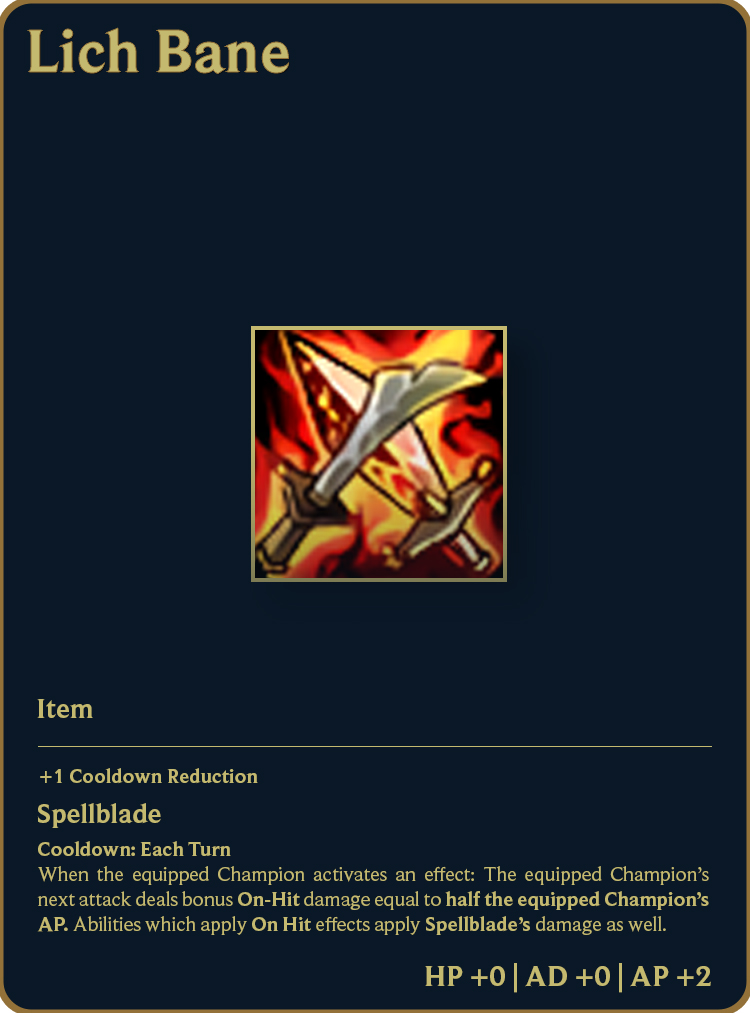 Lich Bane
Item
+1 Cooldown Reduction
Spellblade
Cooldown: Each Turn
When the equipped Champion activates an effect: The equipped Champion's
next attack deals bonus On-Hit damage equal to half the equipped Champion's
AP. Abilities which apply On Hit effects apply Spellblade's damage as well.
HP +0 | AD +0 | AP +2